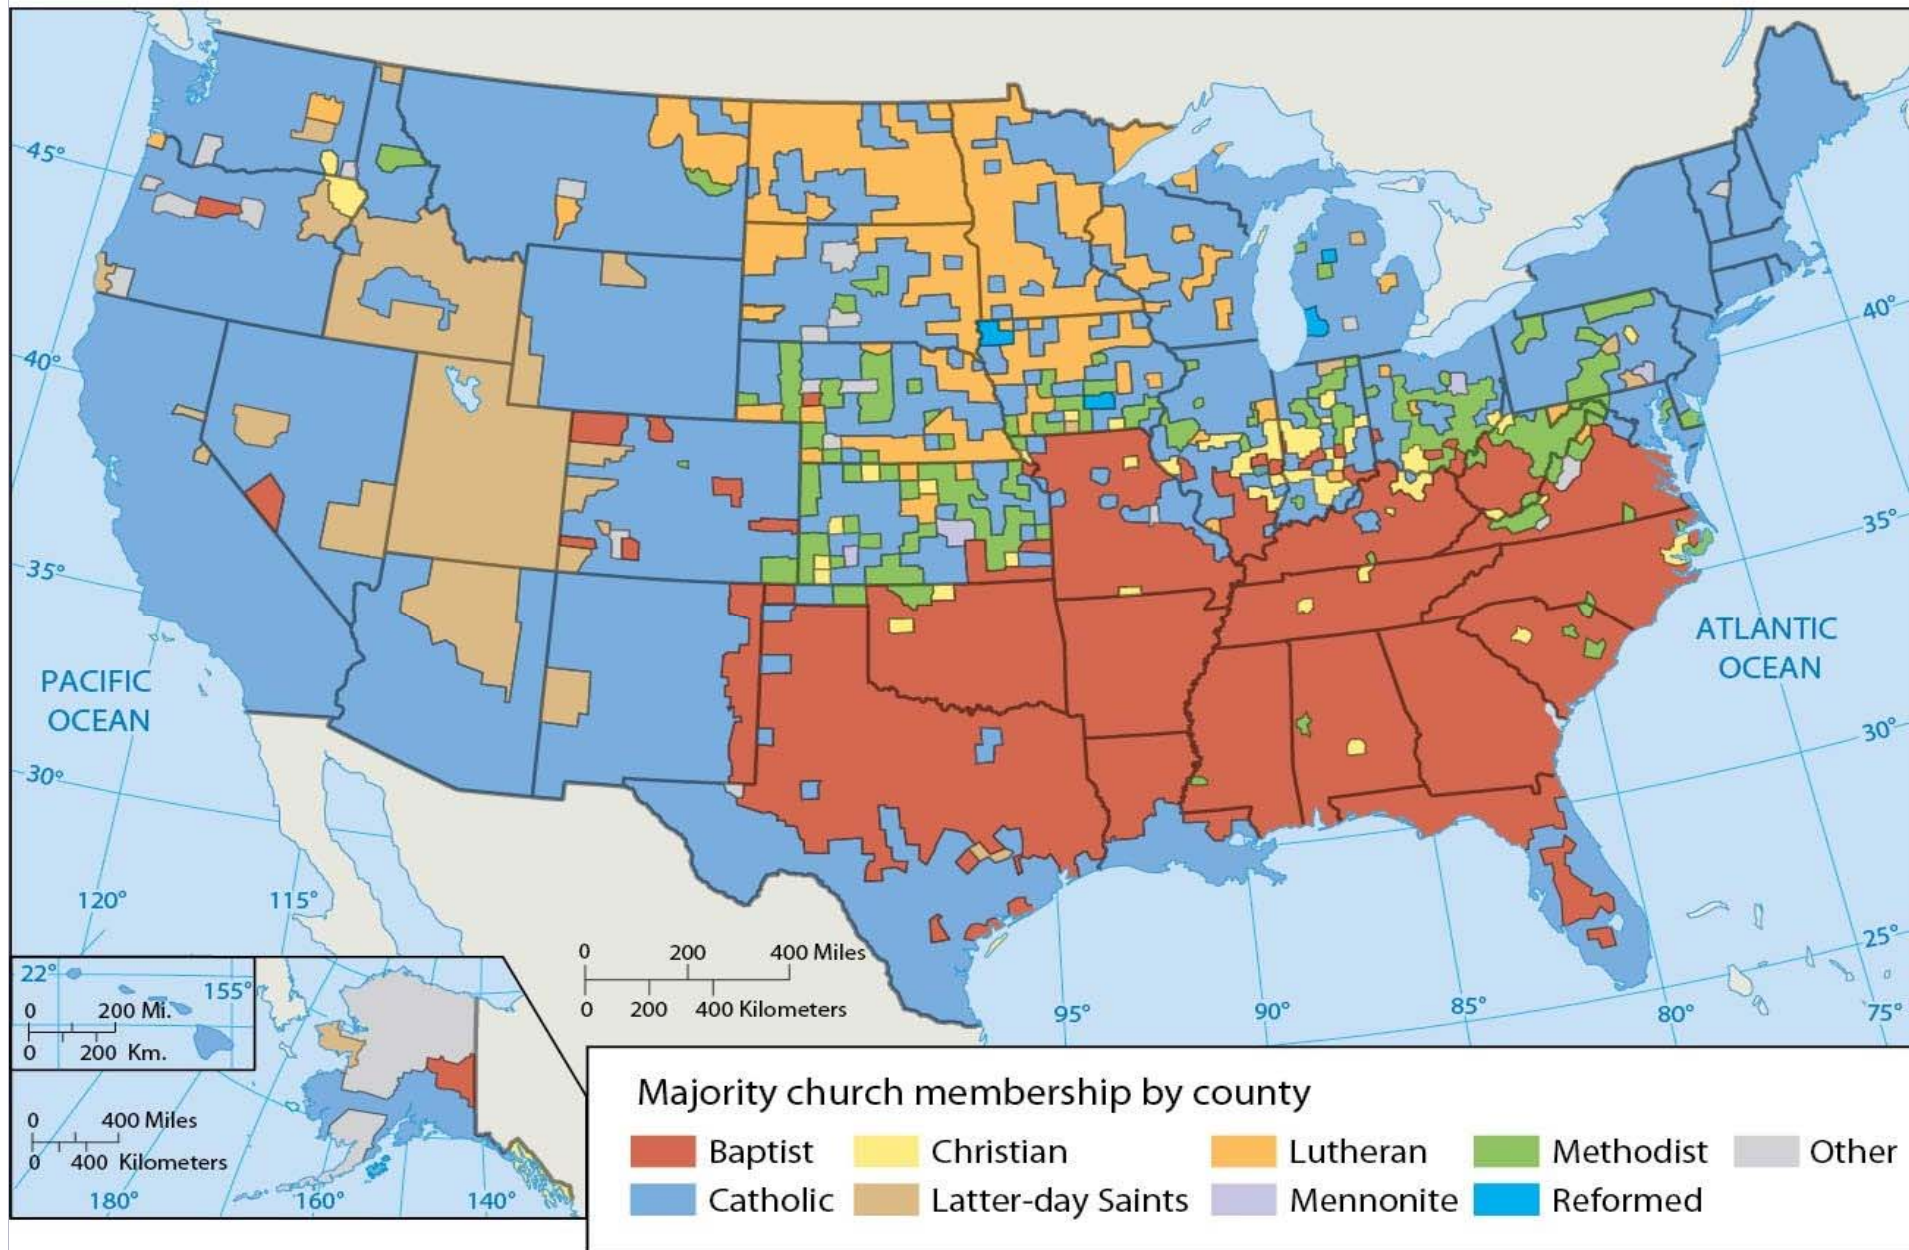 45°
40°
35°
30°
120°
115°
PACIFIC
OCEAN
ATLANTIC
OCEAN
40°
35°
30°
25°
95°
90°
85°
80°
75°
0 200 400 Miles
0 200 400 Kilometers
22°
155°
0 200 Mi.
0 200 Km.
0 400 Miles
0 400 Kilometers
180°
160°
140°
Majority church membership by county
Baptist
Christian
Lutheran
Methodist
Other
Catholic
Latter-day Saints
Mennonite
Reformed